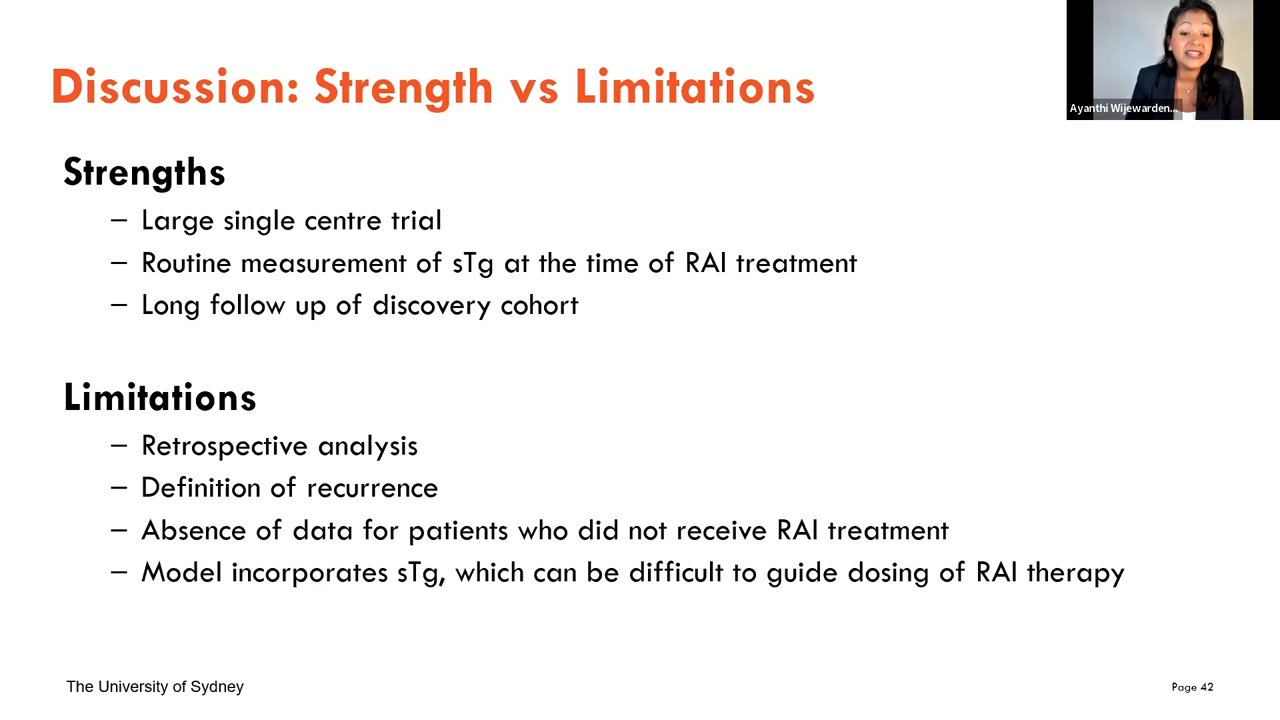 Discussion: Strength vs Limitations
Ayanthi Wijewarden...
Strengths
– Large single centre trial
– Routine measurement of sTg at the time of RAI treatment
– Long follow up of discovery cohort
Limitations
– Retrospective analysis
– Definition of recurrence
– Absence of data for patients who did not receive RAI treatment
– Model incorporates sTg, which can be difficult to guide dosing of RAI therapy
The University of Sydney
Page 42